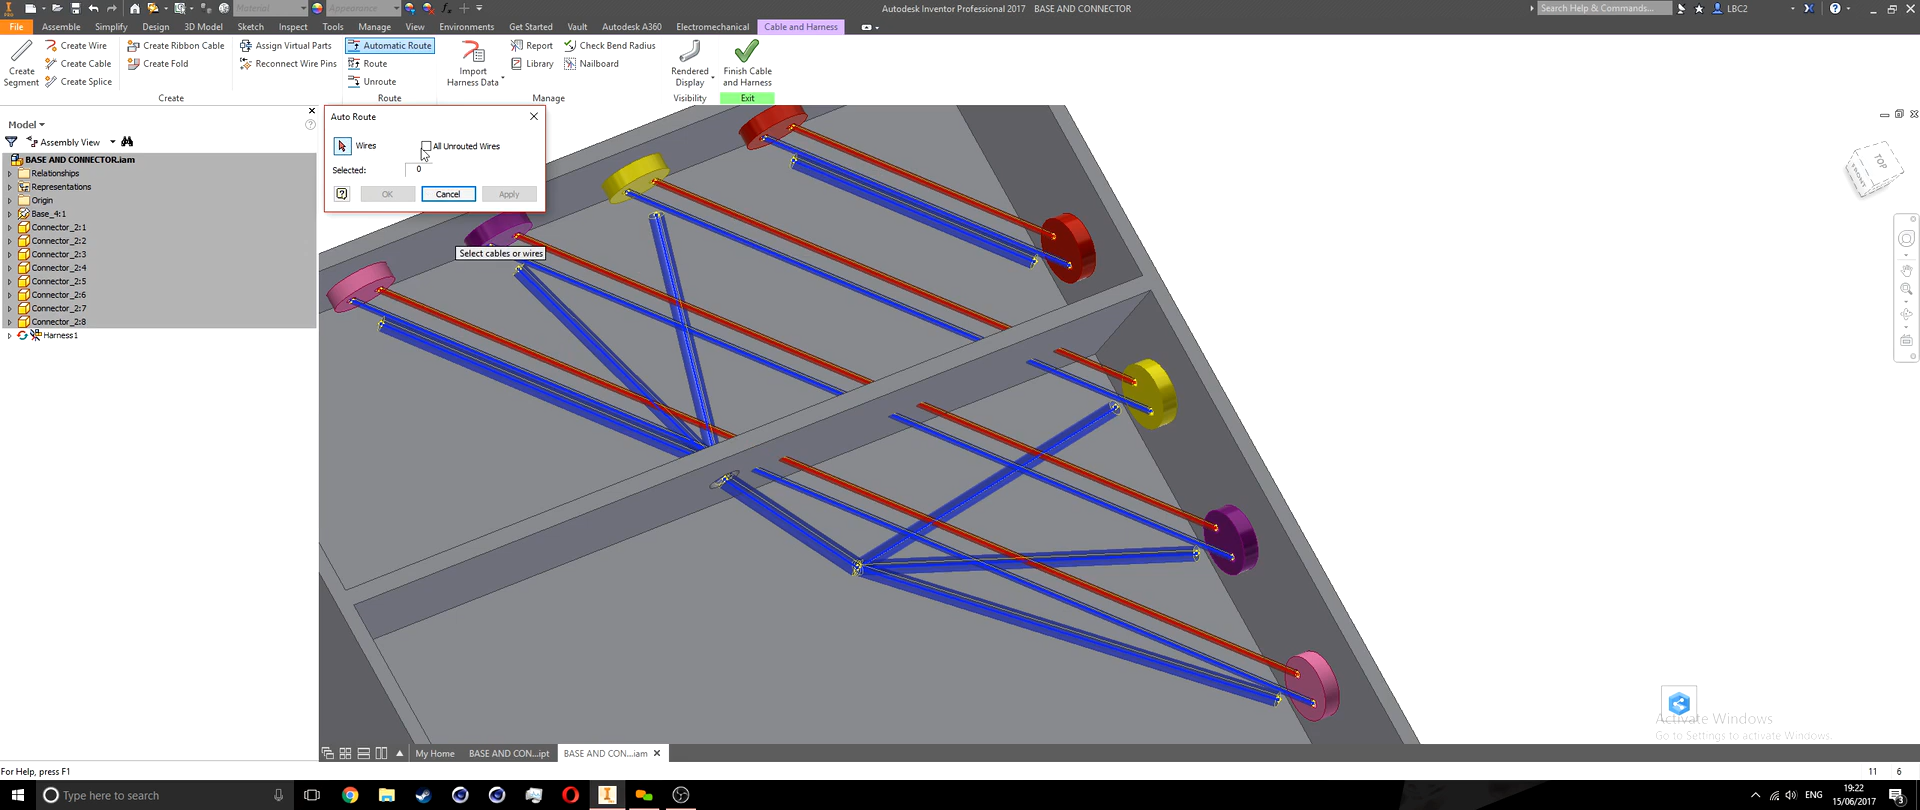 Material
Appearance
Autodesk Inventor Professional 2017 BASE AND CONNECTOR
Search Help & Commands...
LBC2
File Assemble Simplify Design 3D Model Sketch Inspect Tools Manage View Environments Get Started Vault Autodesk A360 Electromechanical Cable and Harness
Create Segment
Create Wire
Create Cable
Create Splice
Create Ribbon Cable
Create Fold
Create
Assign Virtual Parts
Reconnect Wire Pins
Automatic Route
Route
Unroute
Route
Import Harness Data
Report
Library
Check Bend Radius
Nailboard
Manage
Rendered Display
Visibility
Finish Cable and Harness
Exit
Model
Assembly View
BASE AND CONNECTOR.iam
Relationships
Representations
Origin
Base_4:1
Connector_2:1
Connector_2:2
Connector_2:3
Connector_2:4
Connector_2:5
Connector_2:6
Connector_2:7
Connector_2:8
Harness1
Auto Route
Wires
All Unrouted Wires
Selected: 0
OK Cancel Apply
Select cables or wires
TOP
FRONT
Activate Windows
Go to Settings to activate Windows.
My Home BASE AND CON...ipt BASE AND CON...iam
For Help, press F1
11 6
Type here to search
ENG
19:22
15/06/2017
3